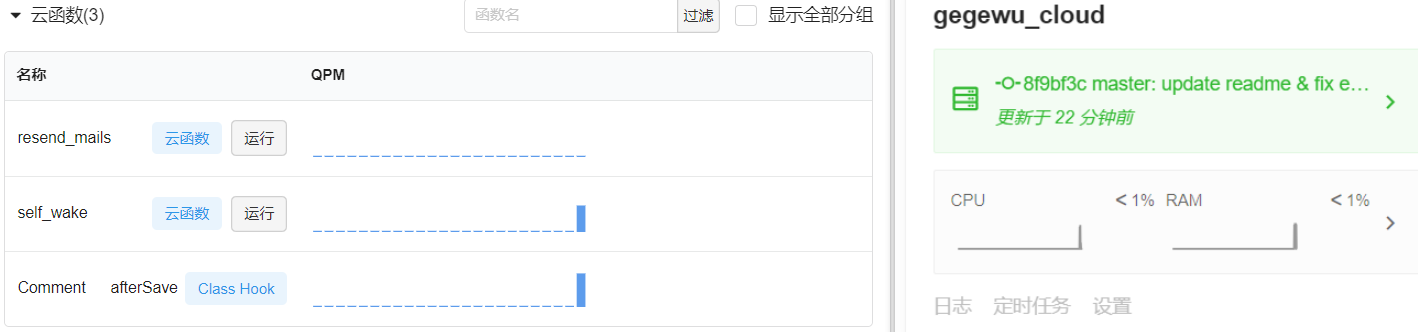 云函数(3)
函数名
过滤
显示全部分组
名称
QPM
resend_mails
云函数
运行
self_wake
云函数
运行
Comment
afterSave
Class Hook
gegewu_cloud
8f9bf3c master: update readme & fix e…
更新于 22 分钟前
CPU
< 1%
RAM
< 1%
日志
定时任务
设置